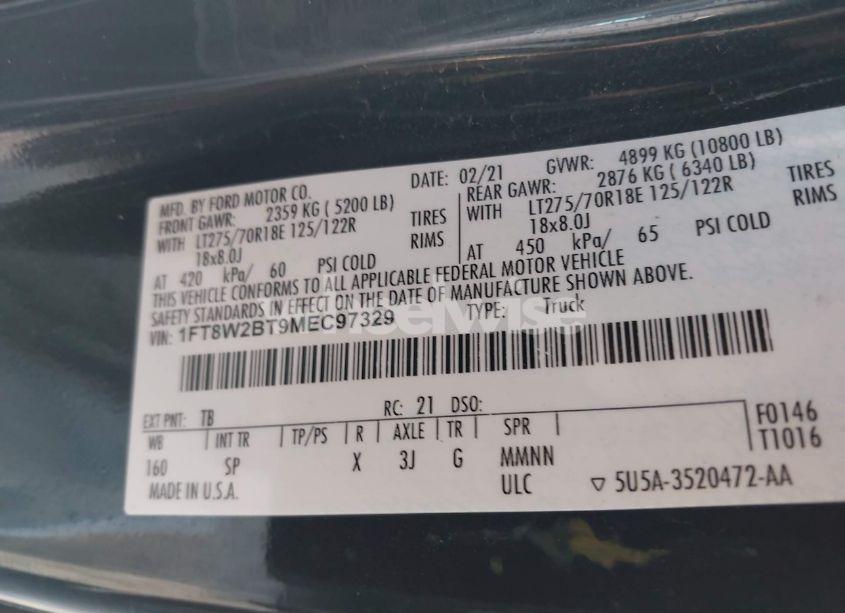 MFD. BY FORD MOTOR CO. DATE: 02/21 GVWR: 4899 KG (10800 LB)
FRONT GAWR: 2359 KG ( 5200 LB) REAR GAWR: 2876 KG ( 6340 LB)
WITH LT275/70R18E 125/122R TIRES WITH LT275/70R18E 125/122R TIRES
18x8.0J RIMS 18x8.0J RIMS
AT 420 kPa/ 60 PSI COLD AT 450 kPa/ 65 PSI COLD
THIS VEHICLE CONFORMS TO ALL APPLICABLE FEDERAL MOTOR VEHICLE
SAFETY STANDARDS IN EFFECT ON THE DATE OF MANUFACTURE SHOWN ABOVE.
VIN: 1FT8W2BT9MEC97329 TYPE: Truck
EXT PNT: TB RC: 21 DSO:
WB INT TR TP/PS R AXLE TR SPR F0146
160 SP X 3J G MMNN T1016
MADE IN U.S.A. ULC 5U5A-3520472-AA